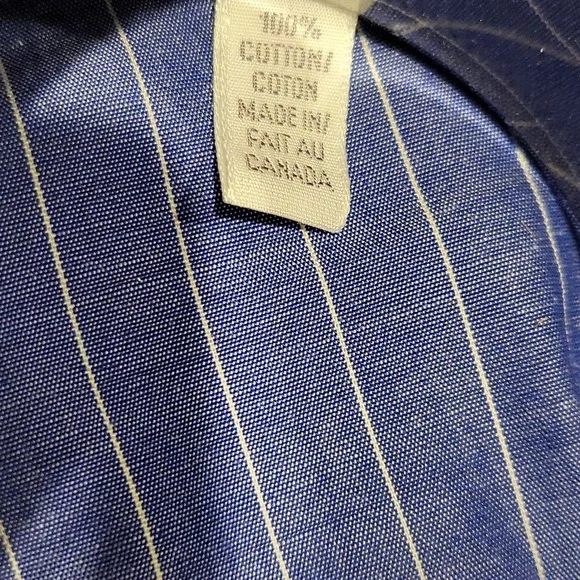 100%
COTTON/
COTON
MADE IN/
FAIT AU
CANADA